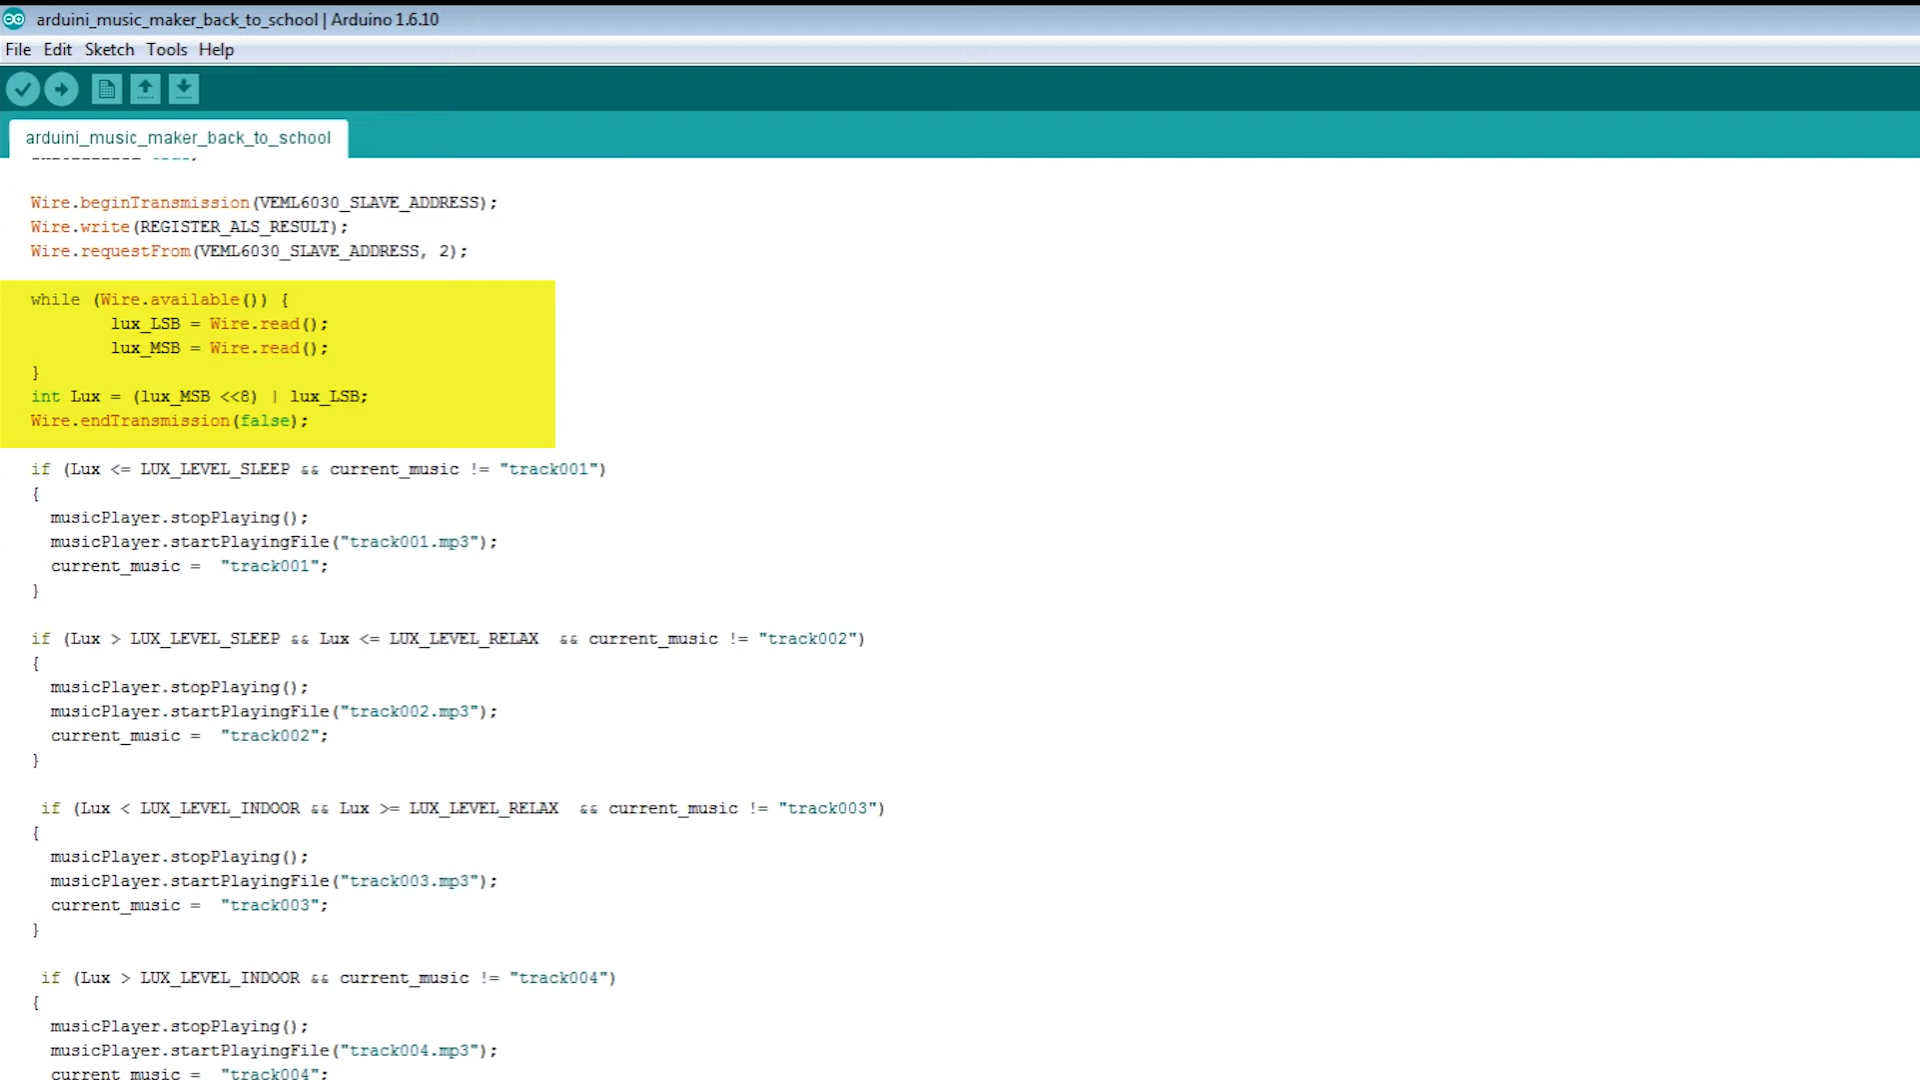 arduini_music_maker_back_to_school | Arduino 1.6.10
File Edit Sketch Tools Help
arduini_music_maker_back_to_school
Wire.beginTransmission(VEML6030_SLAVE_ADDRESS);
Wire.write(REGISTER_ALS_RESULT);
Wire.requestFrom(VEML6030_SLAVE_ADDRESS, 2);
while (Wire.available()) {
lux_LSB = Wire.read();
lux_MSB = Wire.read();
}
int Lux = (lux_MSB <<8) | lux_LSB;
Wire.endTransmission(false);
if (Lux <= LUX_LEVEL_SLEEP && current_music != "track001")
{
musicPlayer.stopPlaying();
musicPlayer.startPlayingFile("track001.mp3");
current_music =  "track001";
}
if (Lux > LUX_LEVEL_SLEEP && Lux <= LUX_LEVEL_RELAX  && current_music != "track002")
{
musicPlayer.stopPlaying();
musicPlayer.startPlayingFile("track002.mp3");
current_music =  "track002";
}
if (Lux < LUX_LEVEL_INDOOR && Lux >= LUX_LEVEL_RELAX  && current_music != "track003")
{
musicPlayer.stopPlaying();
musicPlayer.startPlayingFile("track003.mp3");
current_music =  "track003";
}
if (Lux > LUX_LEVEL_INDOOR && current_music != "track004")
{
musicPlayer.stopPlaying();
musicPlayer.startPlayingFile("track004.mp3");
current_music =  "track004";